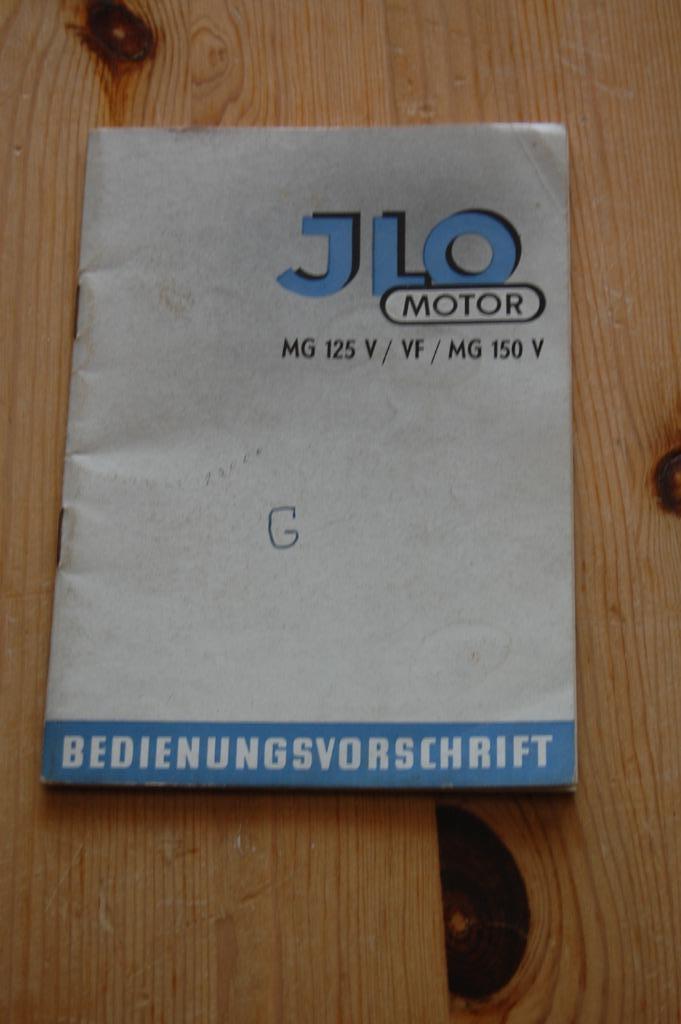 JLO
MOTOR
MG 125 V / VF / MG 150 V
G
BEDIENUNGSVORSCHRIFT